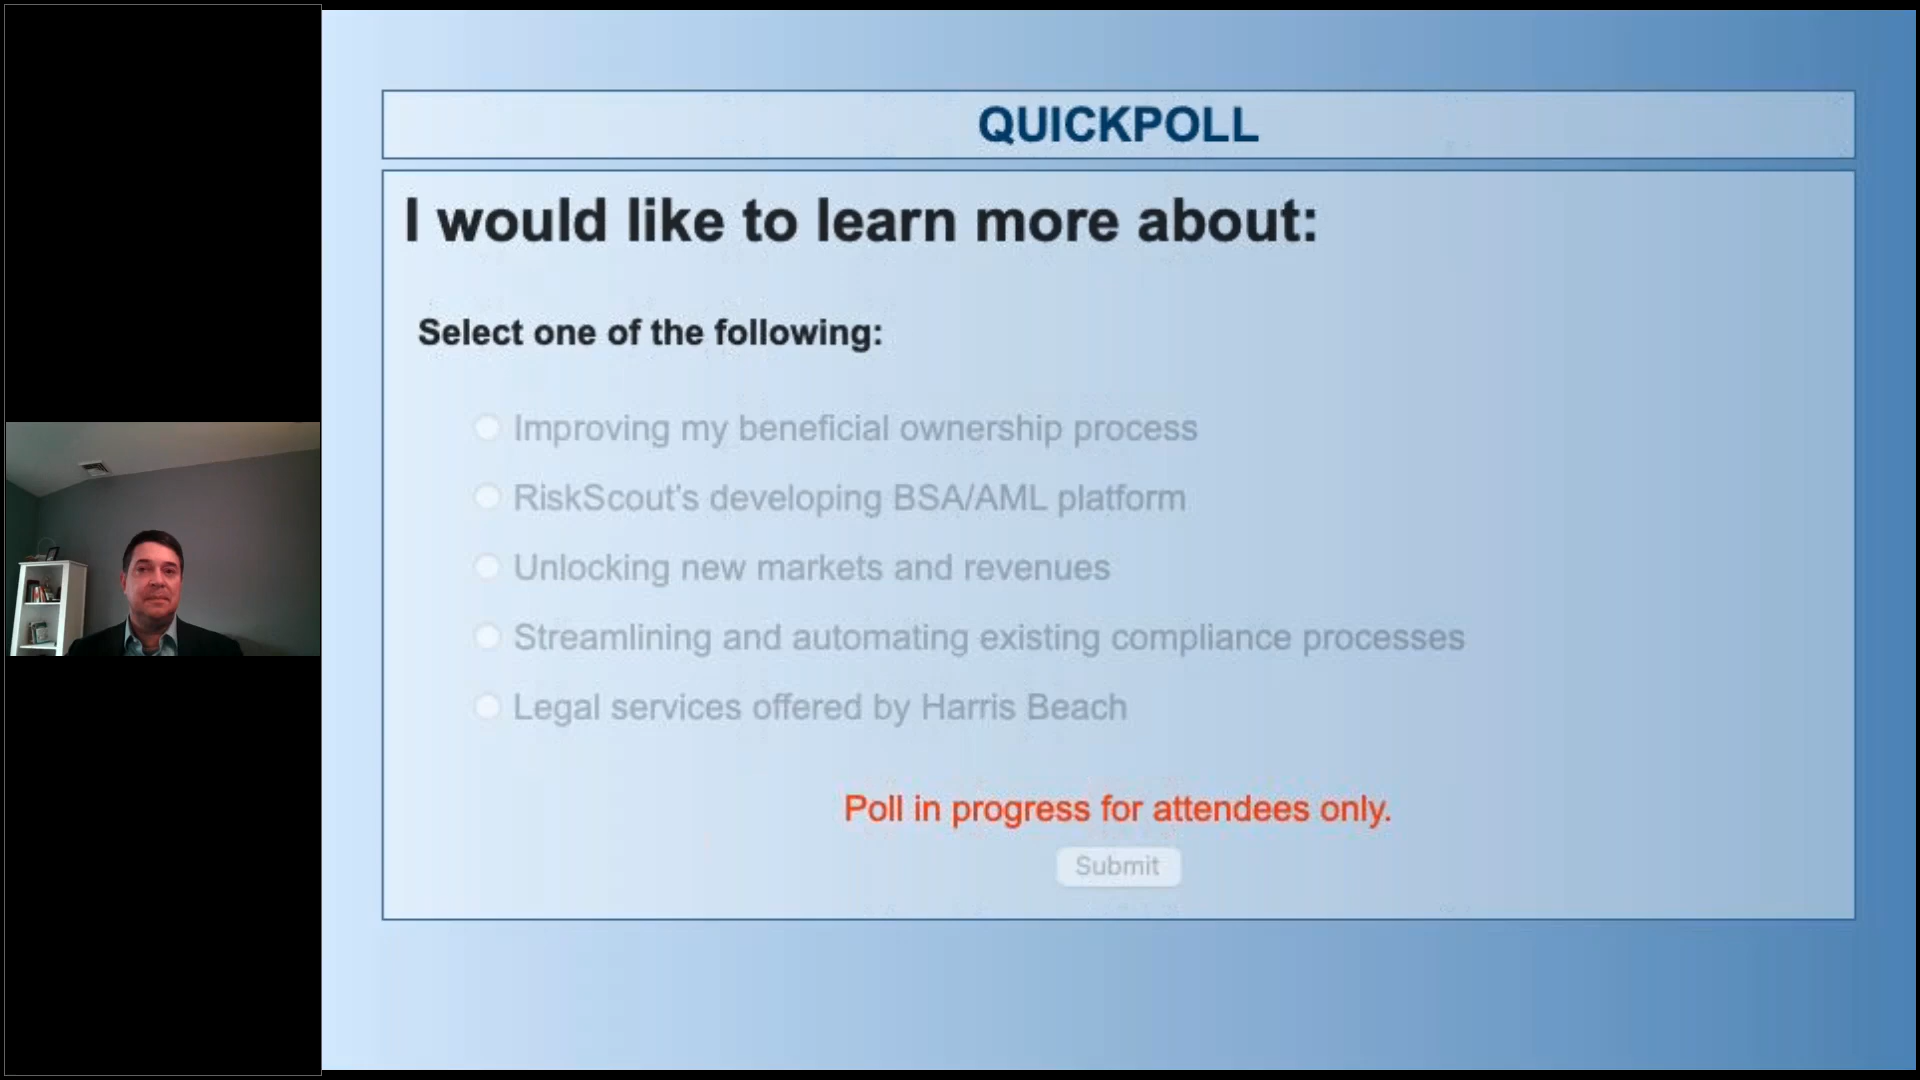 QUICKPOLL
I would like to learn more about:
Select one of the following:
Improving my beneficial ownership process
RiskScout's developing BSA/AML platform
Unlocking new markets and revenues
Streamlining and automating existing compliance processes
Legal services offered by Harris Beach
Poll in progress for attendees only.
Submit